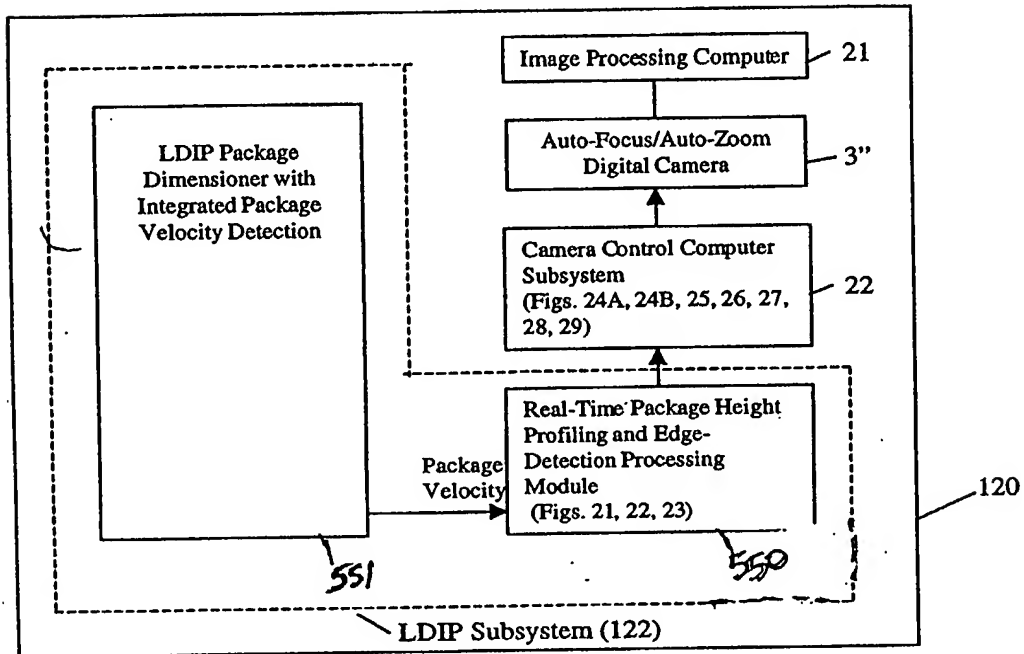 Image Processing Computer
21
Auto-Focus/Auto-Zoom
Digital Camera
3”
LDIP Package
Dimensioner with
Integrated Package
Velocity Detection
Camera Control Computer
Subsystem
(Figs. 24A, 24B, 25, 26, 27,
28, 29)
22
Real-Time Package Height
Profiling and Edge-
Detection Processing
Module
(Figs. 21, 22, 23)
Package
Velocity
120
551
550
LDIP Subsystem (122)